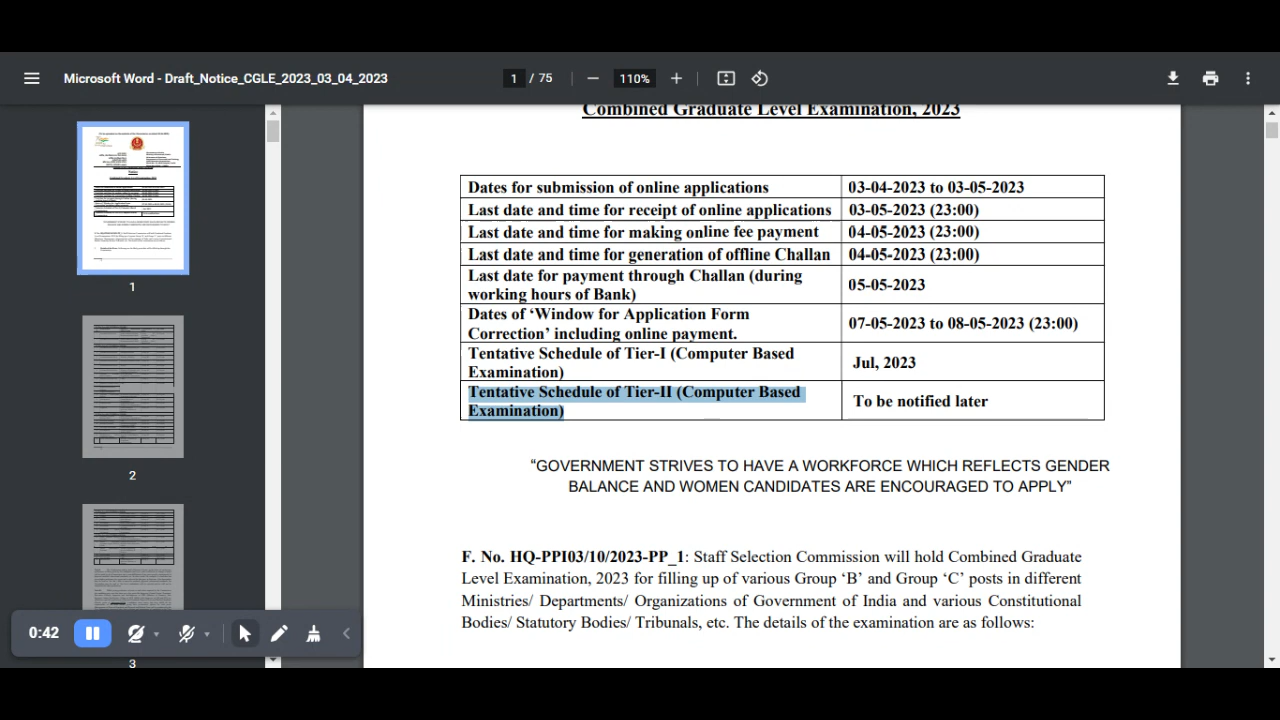 Microsoft Word - Draft_Notice_CGLE_2023_03_04_2023
1 / 75
110%
Combined Graduate Level Examination, 2023
Dates for submission of online applications 03-04-2023 to 03-05-2023
Last date and time for receipt of online applications 03-05-2023 (23:00)
Last date and time for making online fee payment 04-05-2023 (23:00)
Last date and time for generation of offline Challan 04-05-2023 (23:00)
Last date for payment through Challan (during
working hours of Bank) 05-05-2023
Dates of ‘Window for Application Form
Correction’ including online payment. 07-05-2023 to 08-05-2023 (23:00)
Tentative Schedule of Tier-I (Computer Based
Examination) Jul, 2023
Tentative Schedule of Tier-II (Computer Based
Examination) To be notified later
“GOVERNMENT STRIVES TO HAVE A WORKFORCE WHICH REFLECTS GENDER
BALANCE AND WOMEN CANDIDATES ARE ENCOURAGED TO APPLY”
F. No. HQ-PPI03/10/2023-PP_1: Staff Selection Commission will hold Combined Graduate
Level Examination, 2023 for filling up of various Group ‘B’ and Group ‘C’ posts in different
Ministries/ Departments/ Organizations of Government of India and various Constitutional
Bodies/ Statutory Bodies/ Tribunals, etc. The details of the examination are as follows:
1
2
3
0:42